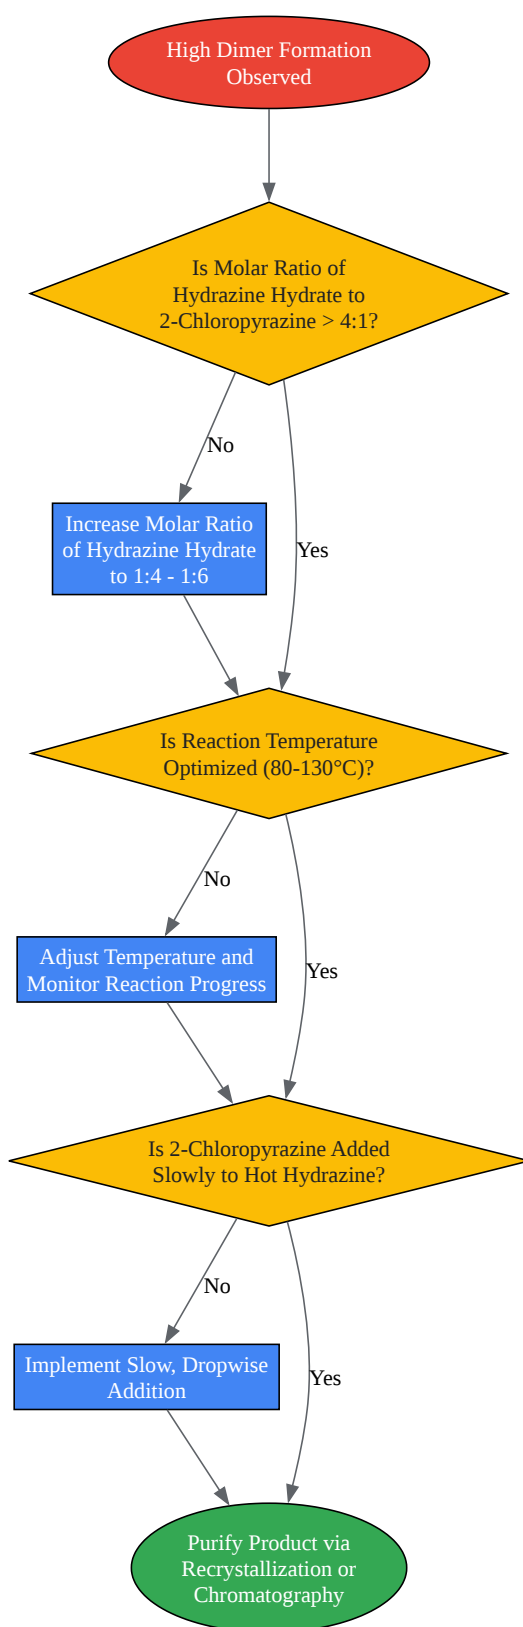 High Dimer Formation
Observed
Is Molar Ratio of
Hydrazine Hydrate to
2-Chloropyrazine > 4:1?
No
Increase Molar Ratio
of Hydrazine Hydrate
to 1:4 - 1:6
Yes
Is Reaction Temperature
Optimized (80-130°C)?
No
Adjust Temperature and
Monitor Reaction Progress
Yes
Is 2-Chloropyrazine Added
Slowly to Hot Hydrazine?
No
Implement Slow, Dropwise
Addition
Yes
Purify Product via
Recrystallization or
Chromatography